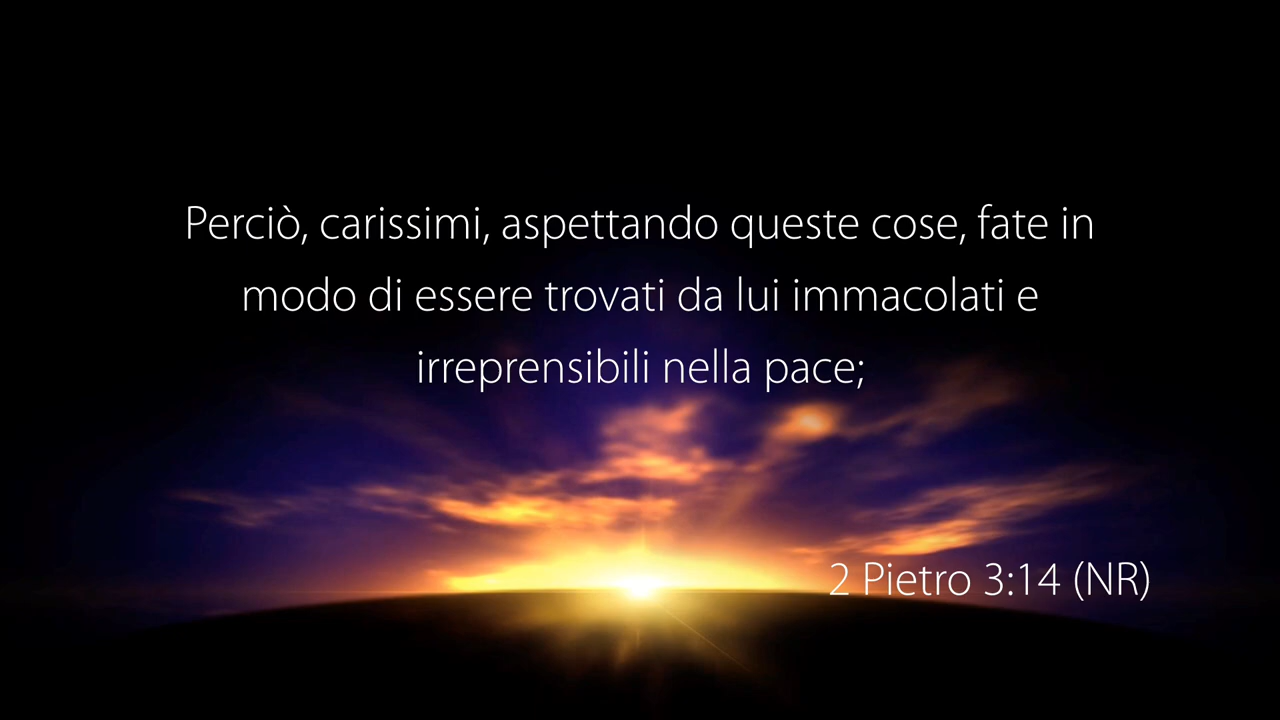 Perciò, carissimi, aspettando queste cose, fate in
modo di essere trovati da lui immacolati e
irreprensibili nella pace;
2 Pietro 3:14 (NR)